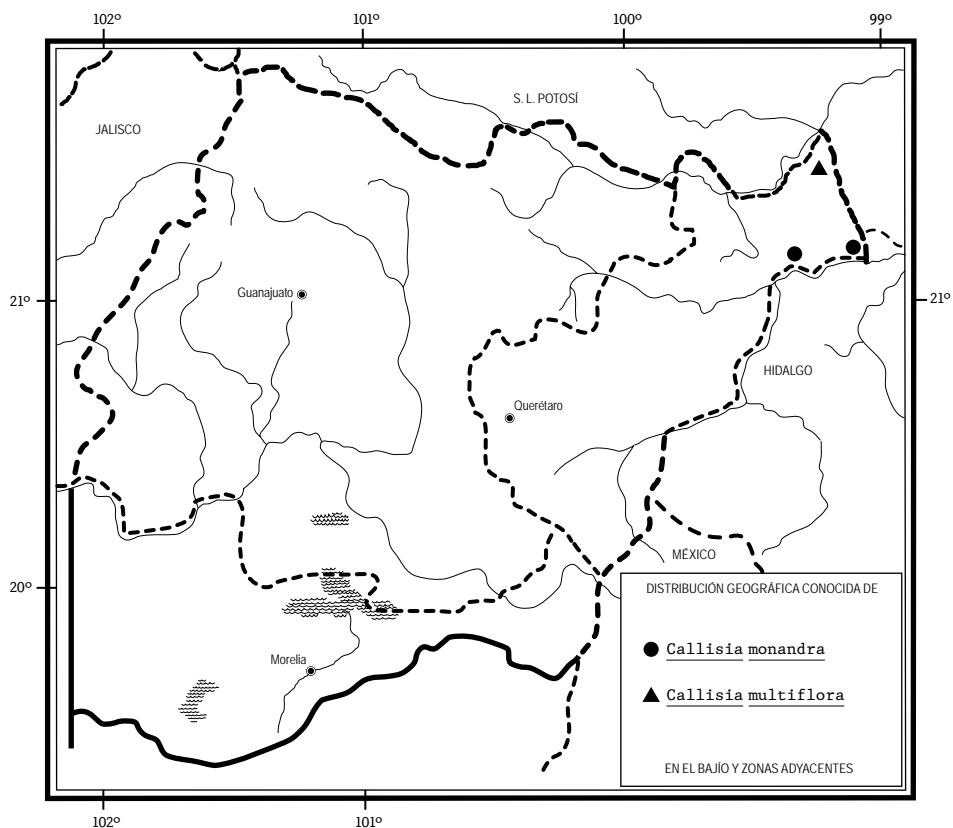 102º 101º 100º 99º
S. L. POTOSÍ
JALISCO
Guanajuato
21º 21º
HIDALGO
Querétaro
MÉXICO
20º
DISTRIBUCIÓN GEOGRÁFICA CONOCIDA DE
Callisia monandra
Morelia
Callisia multiflora
EN EL BAJÍO Y ZONAS ADYACENTES
102º 101º